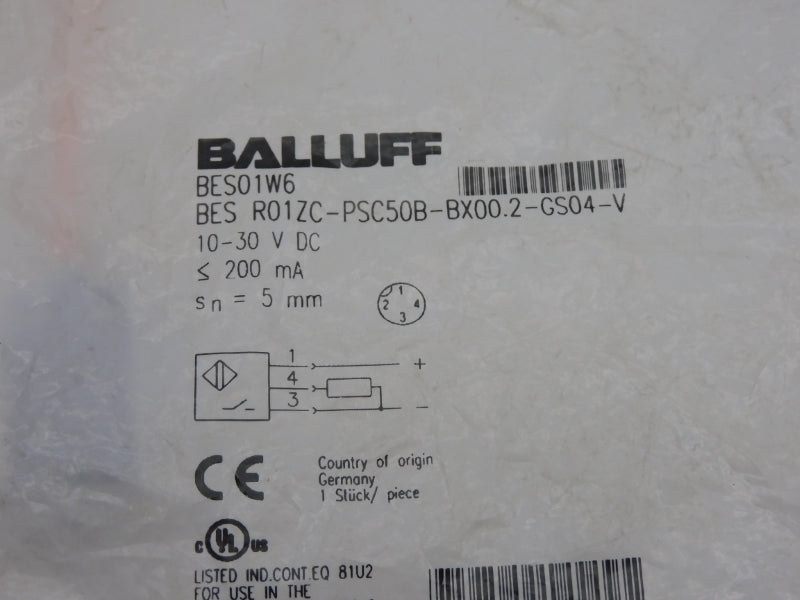 BALLUFF
BES01W6
BES R01ZC-PSC50B-BX00.2-GS04-V
10-30 V DC
≤ 200 mA
sn = 5 mm
1
2 4
3
1 +
4
3 -
CE
Country of origin
Germany
1 Stück/ piece
c UL us
LISTED IND.CONT.EQ 81U2
FOR USE IN THE